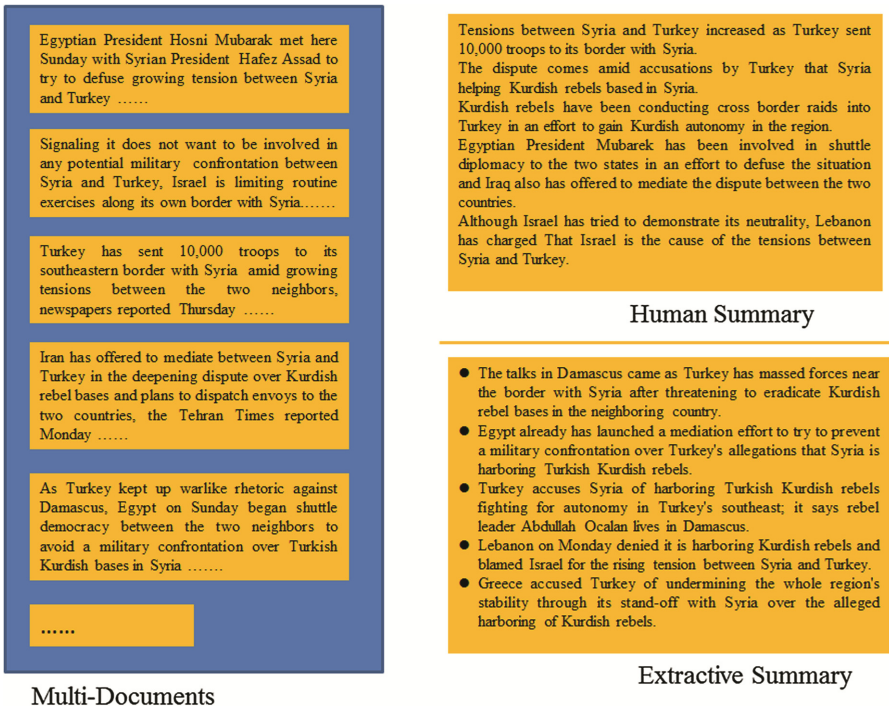 Egyptian President Hosni Mubarak met here
Sunday with Syrian President Hafez Assad to
try to defuse growing tension between Syria
and Turkey ……
Signaling it does not want to be involved in
any potential military confrontation between
Syria and Turkey, Israel is limiting routine
exercises along its own border with Syria…….
Turkey has sent 10,000 troops to its
southeastern border with Syria amid growing
tensions between the two neighbors,
newspapers reported Thursday ……
Iran has offered to mediate between Syria and
Turkey in the deepening dispute over Kurdish
rebel bases and plans to dispatch envoys to the
two countries, the Tehran Times reported
Monday ……
As Turkey kept up warlike rhetoric against
Damascus, Egypt on Sunday began shuttle
democracy between the two neighbors to
avoid a military confrontation over Turkish
Kurdish bases in Syria …….
……
Multi-Documents
Tensions between Syria and Turkey increased as Turkey sent
10,000 troops to its border with Syria.
The dispute comes amid accusations by Turkey that Syria
helping Kurdish rebels based in Syria.
Kurdish rebels have been conducting cross border raids into
Turkey in an effort to gain Kurdish autonomy in the region.
Egyptian President Mubarek has been involved in shuttle
diplomacy to the two states in an effort to defuse the situation
and Iraq also has offered to mediate the dispute between the two
countries.
Although Israel has tried to demonstrate its neutrality, Lebanon
has charged That Israel is the cause of the tensions between
Syria and Turkey.
Human Summary
● The talks in Damascus came as Turkey has massed forces near
the border with Syria after threatening to eradicate Kurdish
rebel bases in the neighboring country.
● Egypt already has launched a mediation effort to try to prevent
a military confrontation over Turkey's allegations that Syria is
harboring Turkish Kurdish rebels.
● Turkey accuses Syria of harboring Turkish Kurdish rebels
fighting for autonomy in Turkey's southeast; it says rebel
leader Abdullah Ocalan lives in Damascus.
● Lebanon on Monday denied it is harboring Kurdish rebels and
blamed Israel for the rising tension between Syria and Turkey.
● Greece accused Turkey of undermining the whole region's
stability through its stand-off with Syria over the alleged
harboring of Kurdish rebels.
Extractive Summary